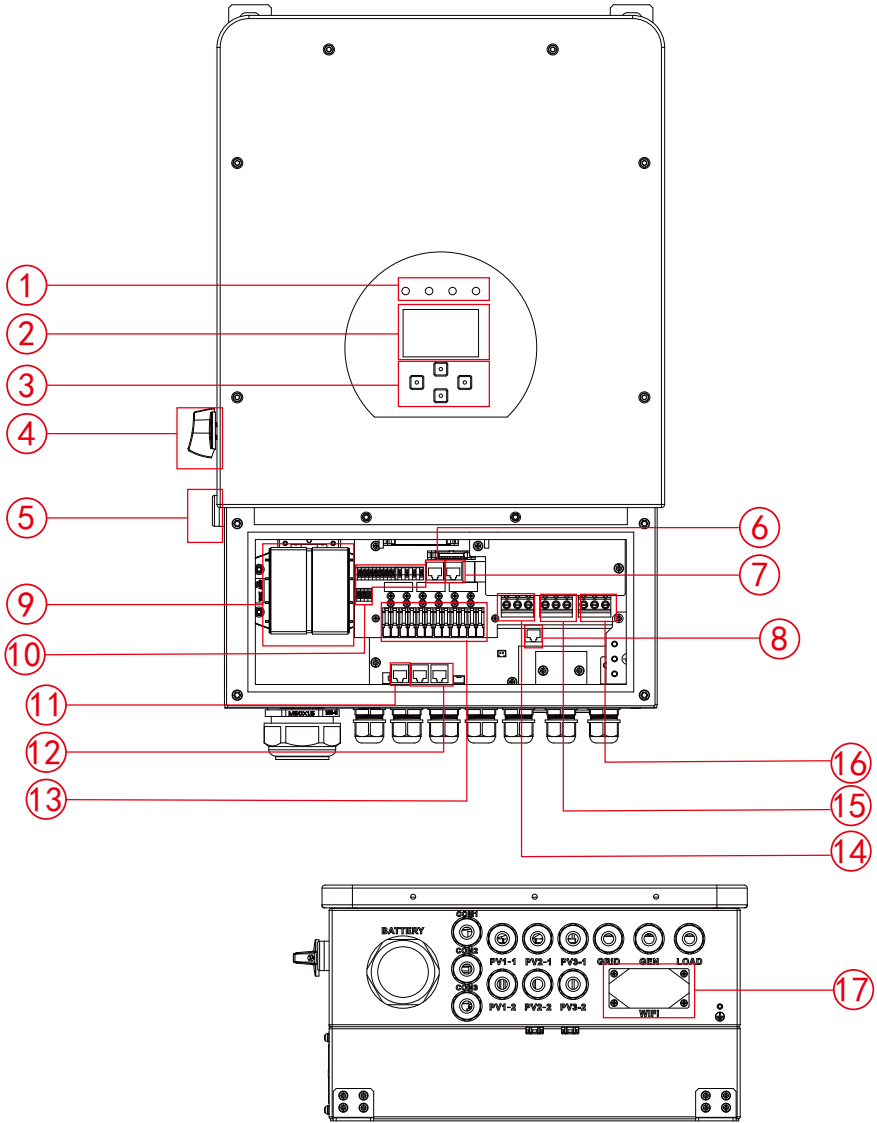 ①
②
③
④
⑤
⑥
⑦
⑧
⑨
⑩
⑪
⑫
⑬
⑭
⑮
⑯
BATTERY
COM1
COM2
COM3
PV1-1 PV2-1 PV3-1 GRID GEN LOAD
PV1-2 PV2-2 PV3-2
WIFI
⑰